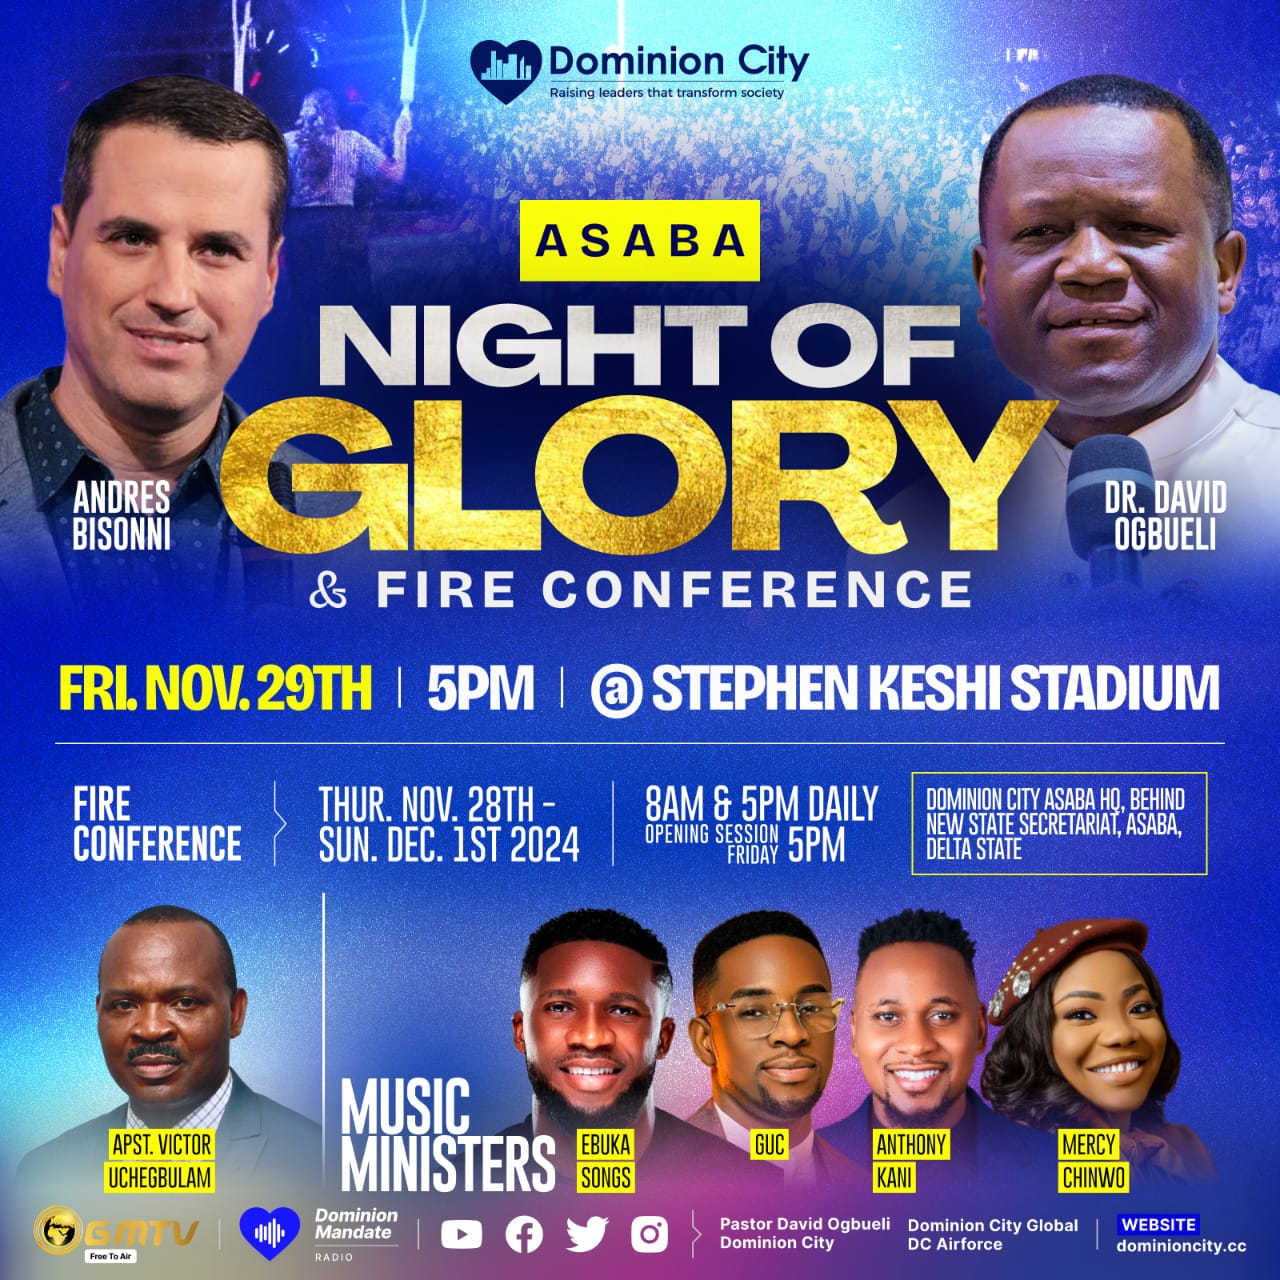 Dominion City
Raising leaders that transform society
ASABA
NIGHT OF
GLORY
& FIRE CONFERENCE
ANDRES
BISONNI
DR. DAVID
OGBUELI
FRI. NOV. 29TH | 5PM | @ STEPHEN KESHI STADIUM
FIRE
CONFERENCE
THUR. NOV. 28TH -
SUN. DEC. 1ST 2024
8AM & 5PM DAILY
OPENING SESSION
FRIDAY 5PM
DOMINION CITY ASABA HQ, BEHIND
NEW STATE SECRETARIAT, ASABA,
DELTA STATE
APST. VICTOR
UCHEGBULAM
MUSIC
MINISTERS
EBUKA
SONGS
GUC
ANTHONY
KANI
MERCY
CHINWO
GMTV
Free To Air
Dominion
Mandate
RADIO
Pastor David Ogbueli
Dominion City
Dominion City Global
DC Airforce
WEBSITE
dominioncity.cc